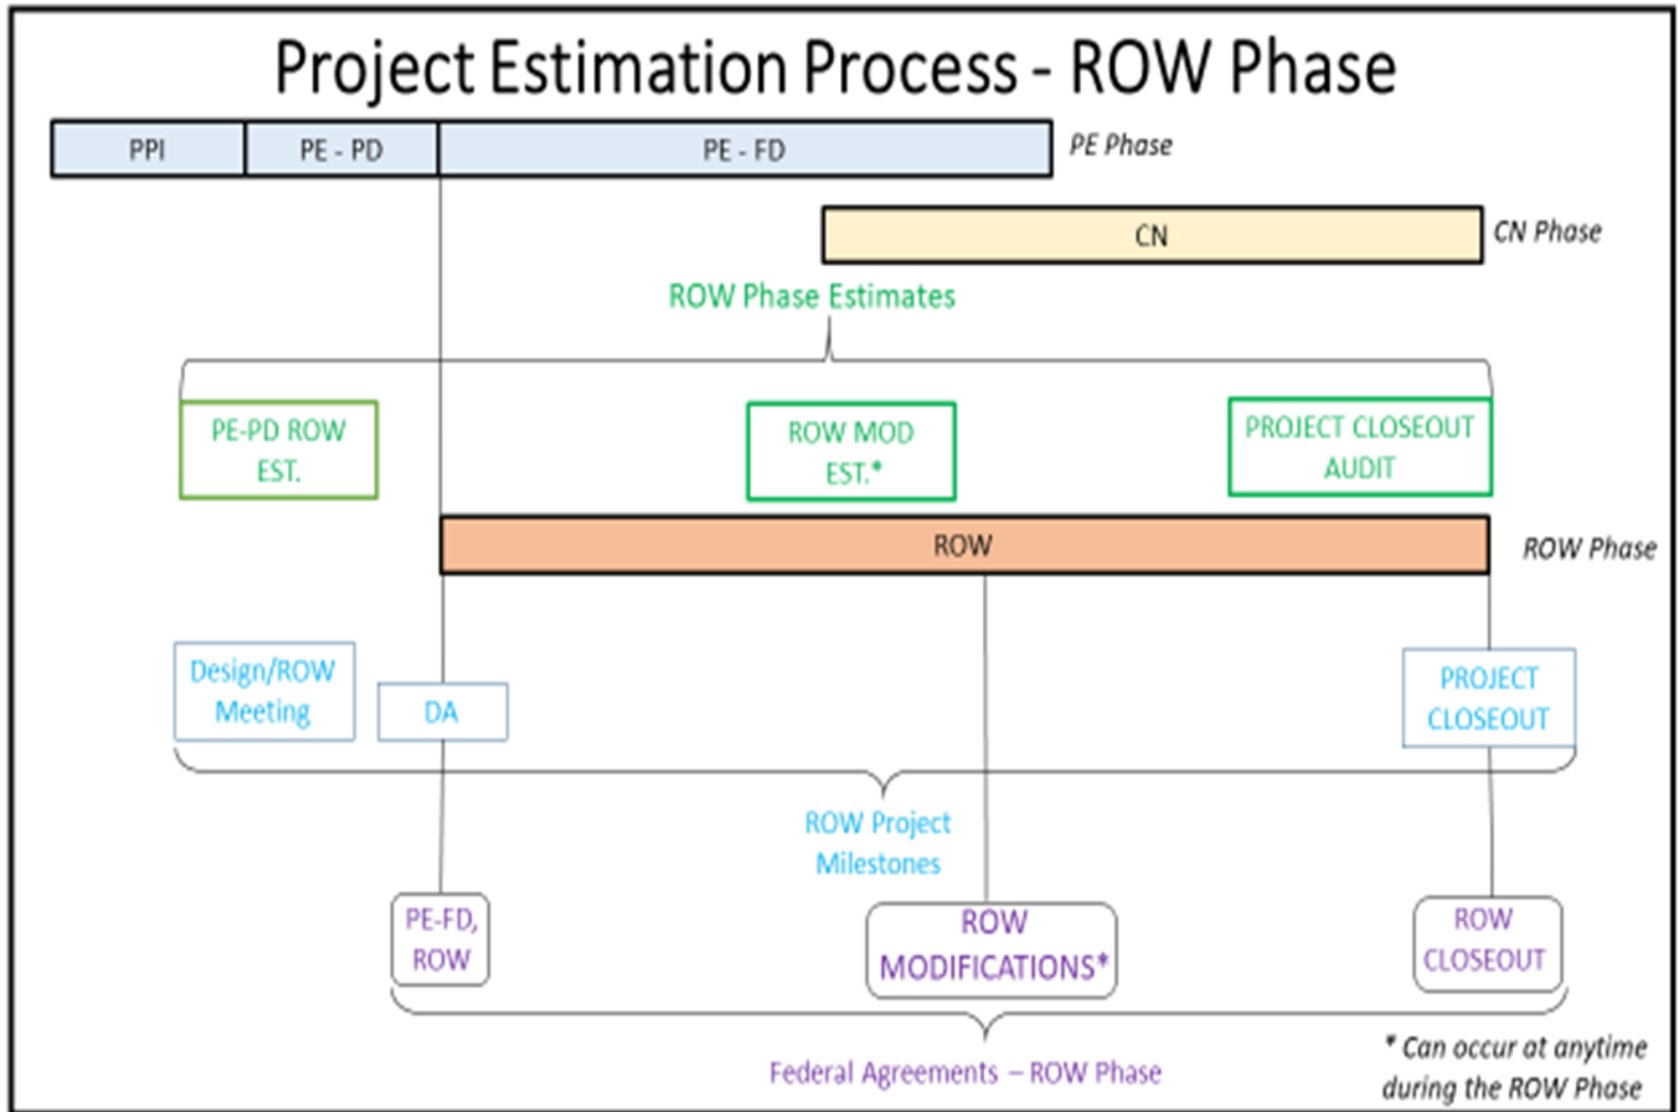 Project Estimation Process - ROW Phase
PPI
PE - PD
PE - FD
PE Phase
CN
CN Phase
ROW Phase Estimates
PE-PD ROW
EST.
ROW MOD
EST.*
PROJECT CLOSEOUT
AUDIT
ROW
ROW Phase
Design/ROW
Meeting
DA
PROJECT
CLOSEOUT
ROW Project
Milestones
PE-FD,
ROW
ROW
MODIFICATIONS*
ROW
CLOSEOUT
Federal Agreements – ROW Phase
* Can occur at anytime
during the ROW Phase